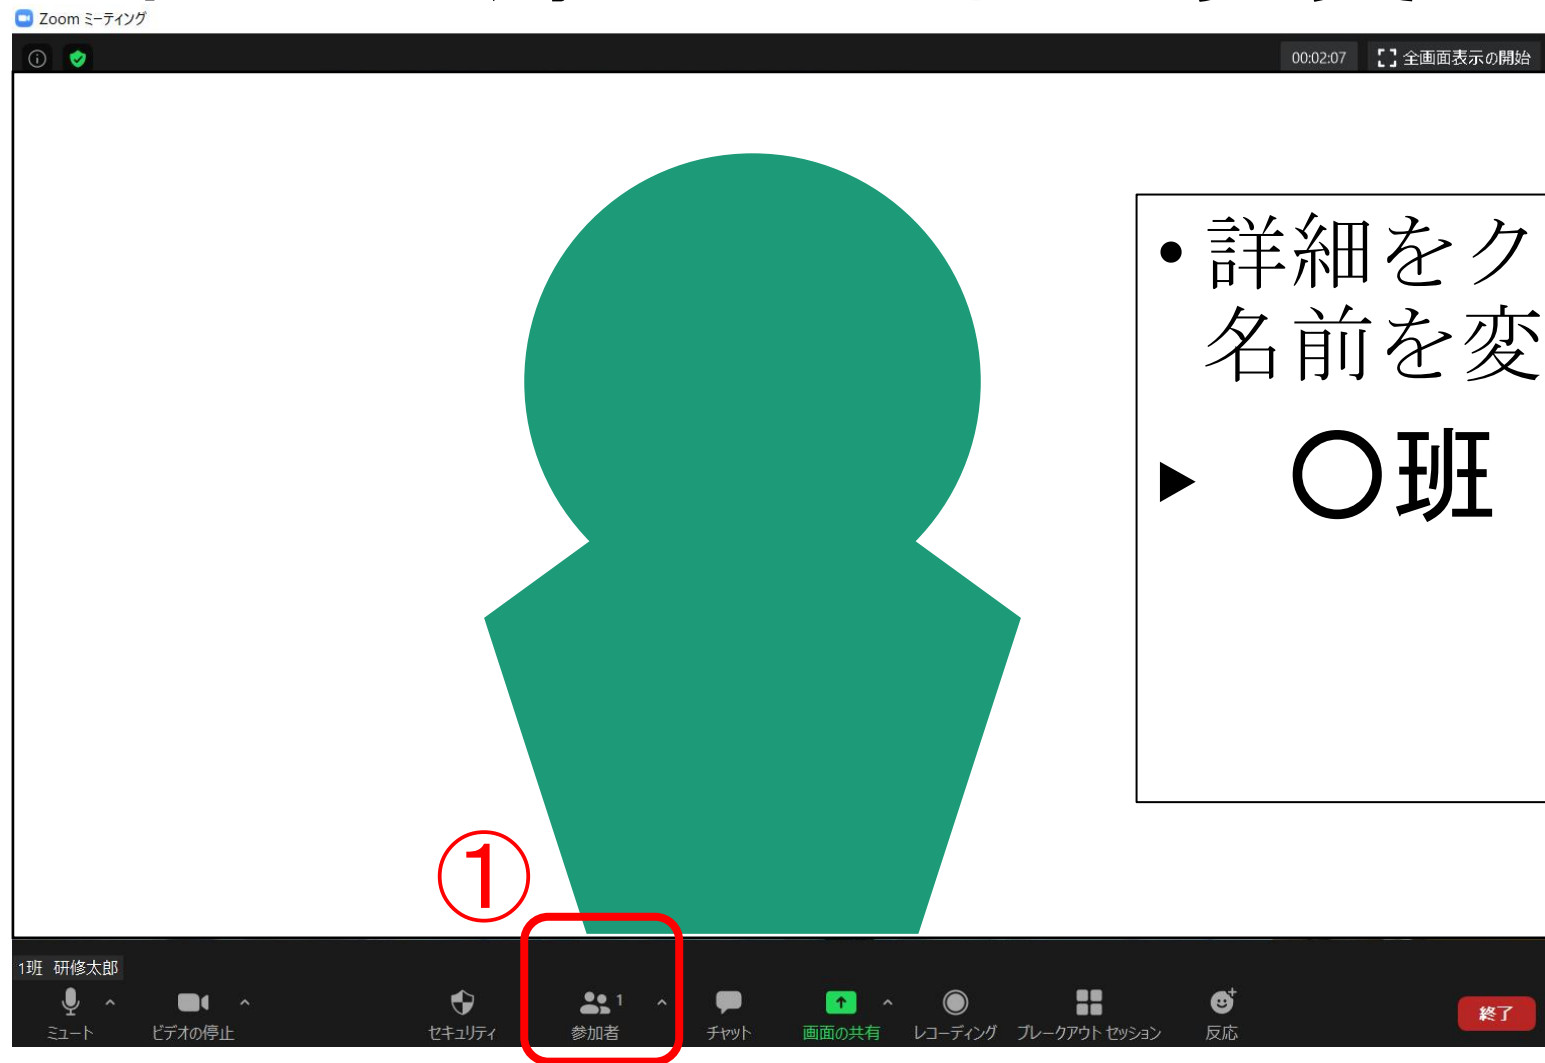 Zoom ミーティング
00:02:07 全画面表示の開始
• 詳細をク
名前を変
▶ 〇班
①
1班 研修太郎
1
ミュート ビデオの停止 セキュリティ 参加者 チャット 画面の共有 レコーディング ブレークアウト セッション 反応 終了